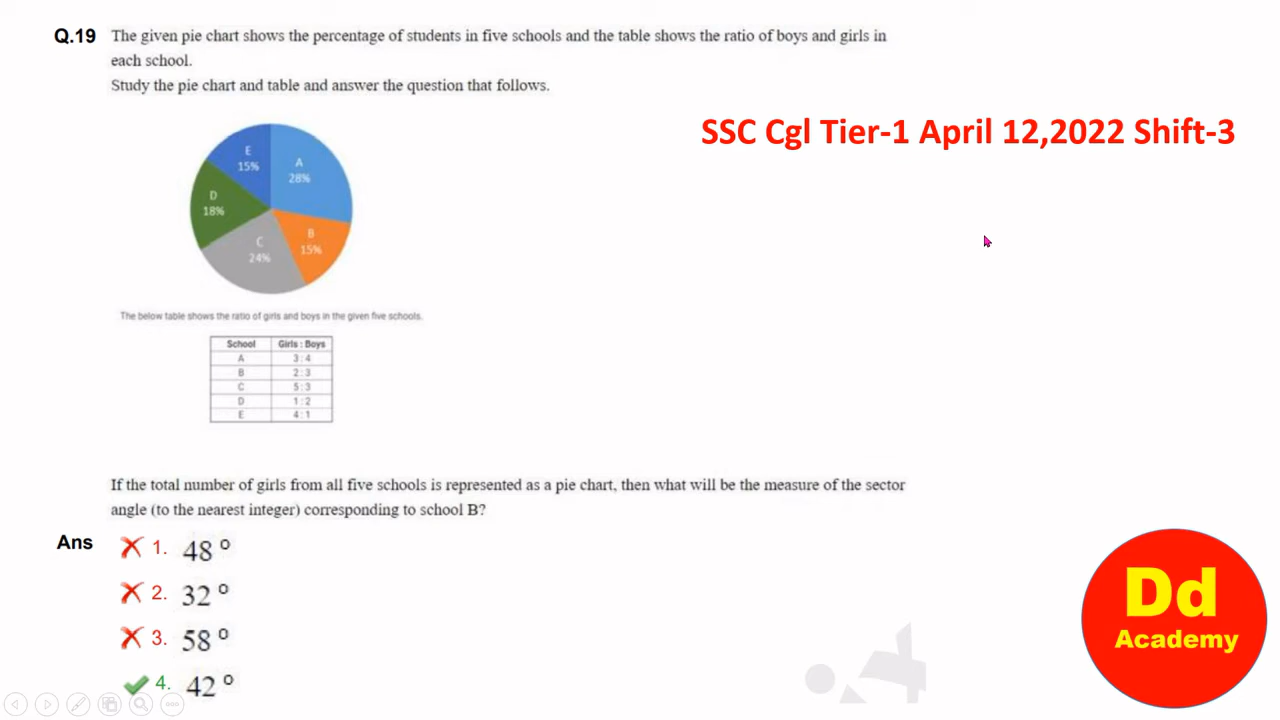 Q.19 The given pie chart shows the percentage of students in five schools and the table shows the ratio of boys and girls in
each school.
Study the pie chart and table and answer the question that follows.
SSC Cgl Tier-1 April 12,2022 Shift-3
E
15%
A
28%
D
18%
B
15%
C
24%
The below table shows the ratio of girls and boys in the given five schools.
School Girls : Boys
A 3 : 4
B 2 : 3
C 5 : 3
D 1 : 2
E 4 : 1
If the total number of girls from all five schools is represented as a pie chart, then what will be the measure of the sector
angle (to the nearest integer) corresponding to school B?
Ans 1. 48 º
2. 32 º
3. 58 º
4. 42 º
Dd
Academy